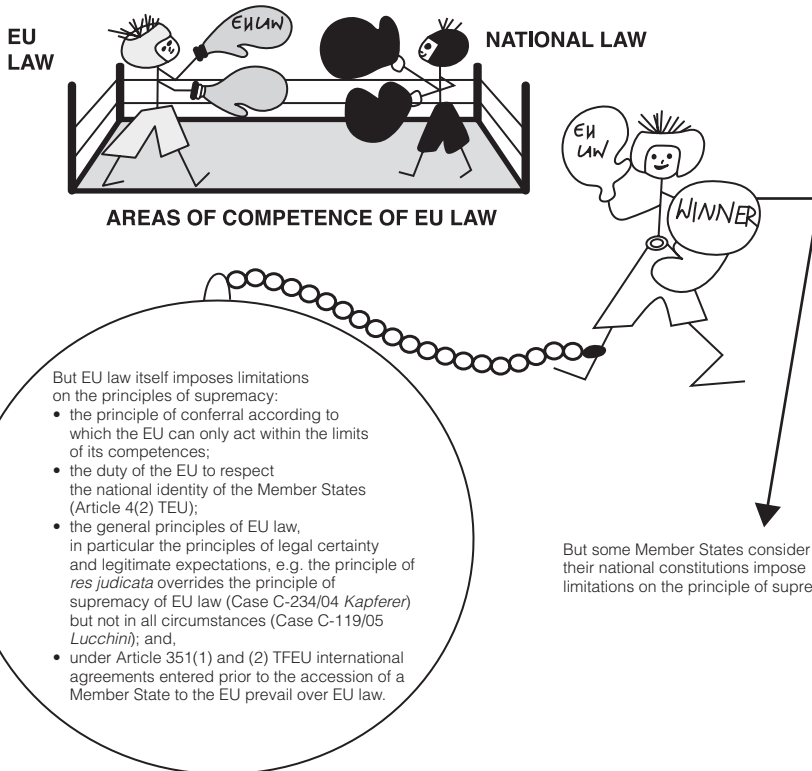 EU
LAW
EU LAW
NATIONAL LAW
AREAS OF COMPETENCE OF EU LAW
EU
LAW
WINNER
But EU law itself imposes limitations
on the principles of supremacy:
• the principle of conferral according to
which the EU can only act within the limits
of its competences;
• the duty of the EU to respect
the national identity of the Member States
(Article 4(2) TEU);
• the general principles of EU law,
in particular the principles of legal certainty
and legitimate expectations, e.g. the principle of
res judicata overrides the principle of
supremacy of EU law (Case C-234/04 Kapferer)
but not in all circumstances (Case C-119/05
Lucchini); and,
• under Article 351(1) and (2) TFEU international
agreements entered prior to the accession of a
Member State to the EU prevail over EU law.
But some Member States consider
their national constitutions impose
limitations on the principle of